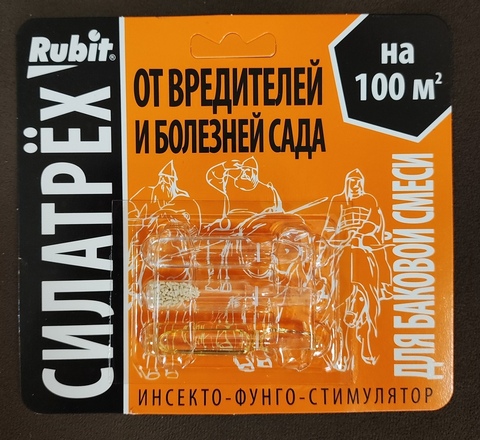 Rubit®
СИЛАТРЁХ
ОТ ВРЕДИТЕЛЕЙ
И БОЛЕЗНЕЙ САДА
на
100 м²
ДЛЯ БАКОВОЙ СМЕСИ
ИНСЕКТО-ФУНГО-СТИМУЛЯТОР